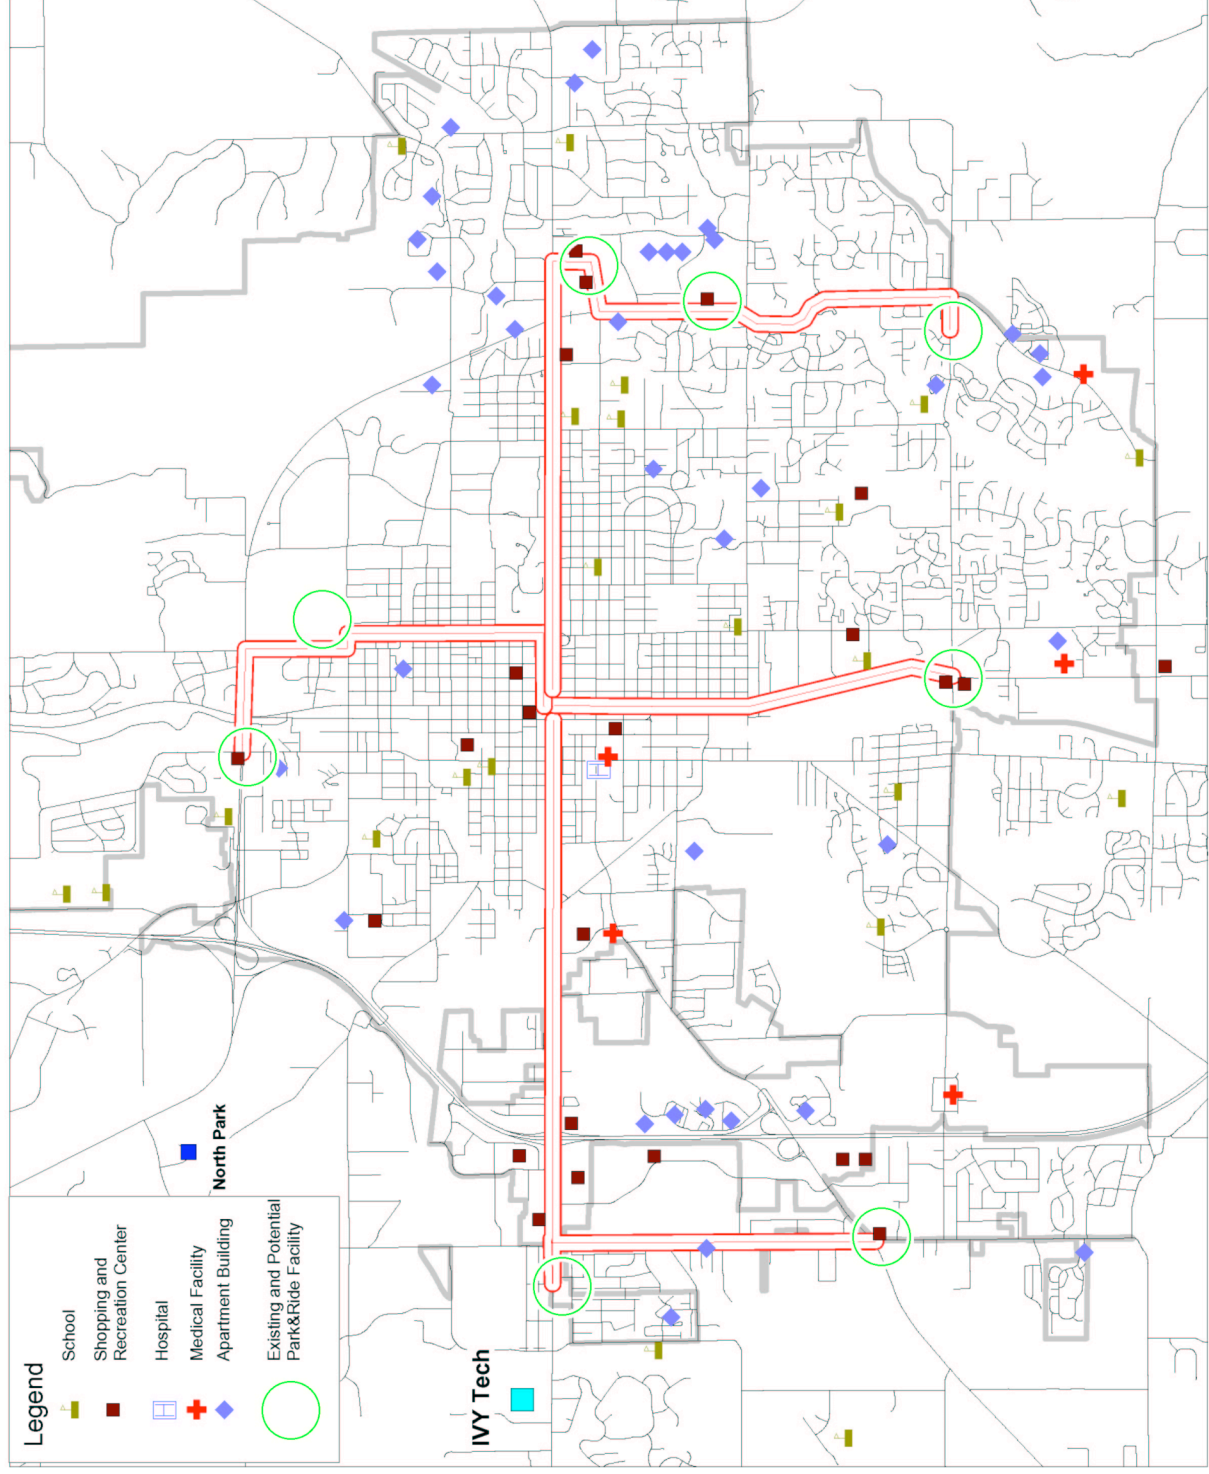 Legend
School
Shopping and
Recreation Center
Hospital
H
Medical Facility
Apartment Building
Existing and Potential
Park&Ride Facility
North Park
IVY Tech
H